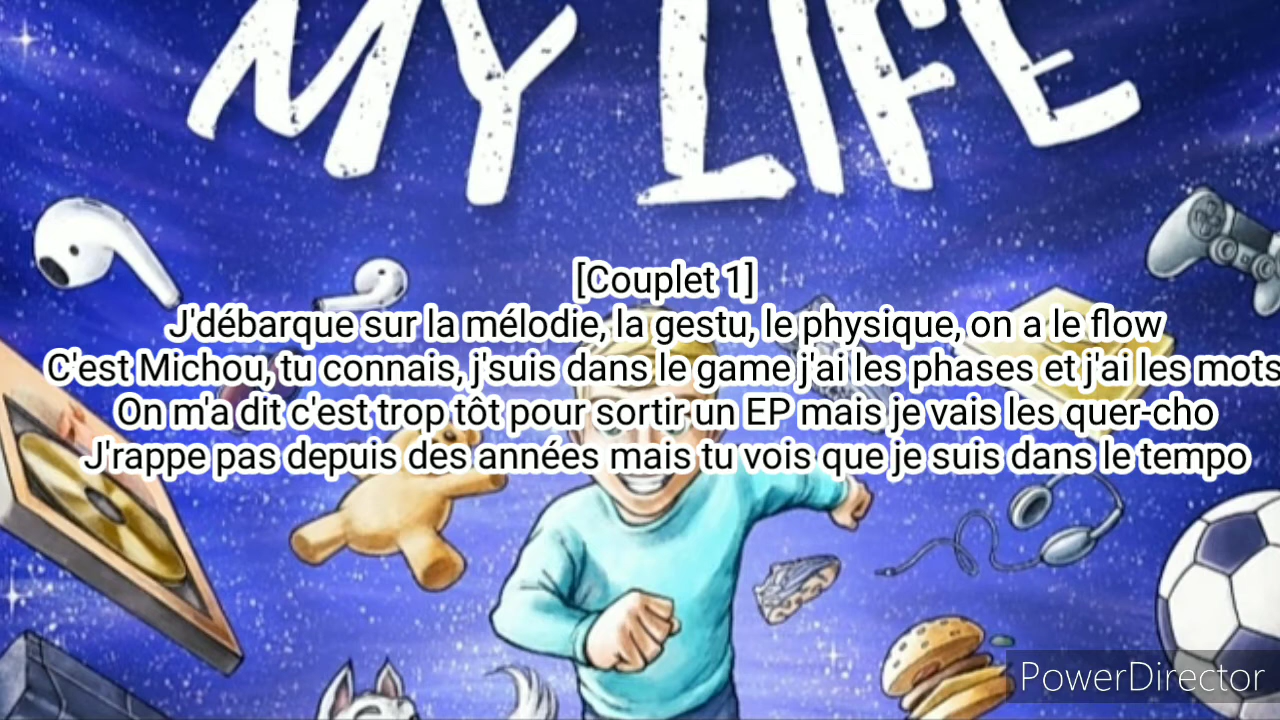 MY LIFE
[Couplet 1]
J'débarque sur la mélodie, la gestu, le physique, on a le flow
C'est Michou, tu connais, j'suis dans le game j'ai les phases et j'ai les mots
On m'a dit c'est trop tôt pour sortir un EP mais je vais les quer-cho
J'rappe pas depuis des années mais tu vois que je suis dans le tempo
PowerDirector